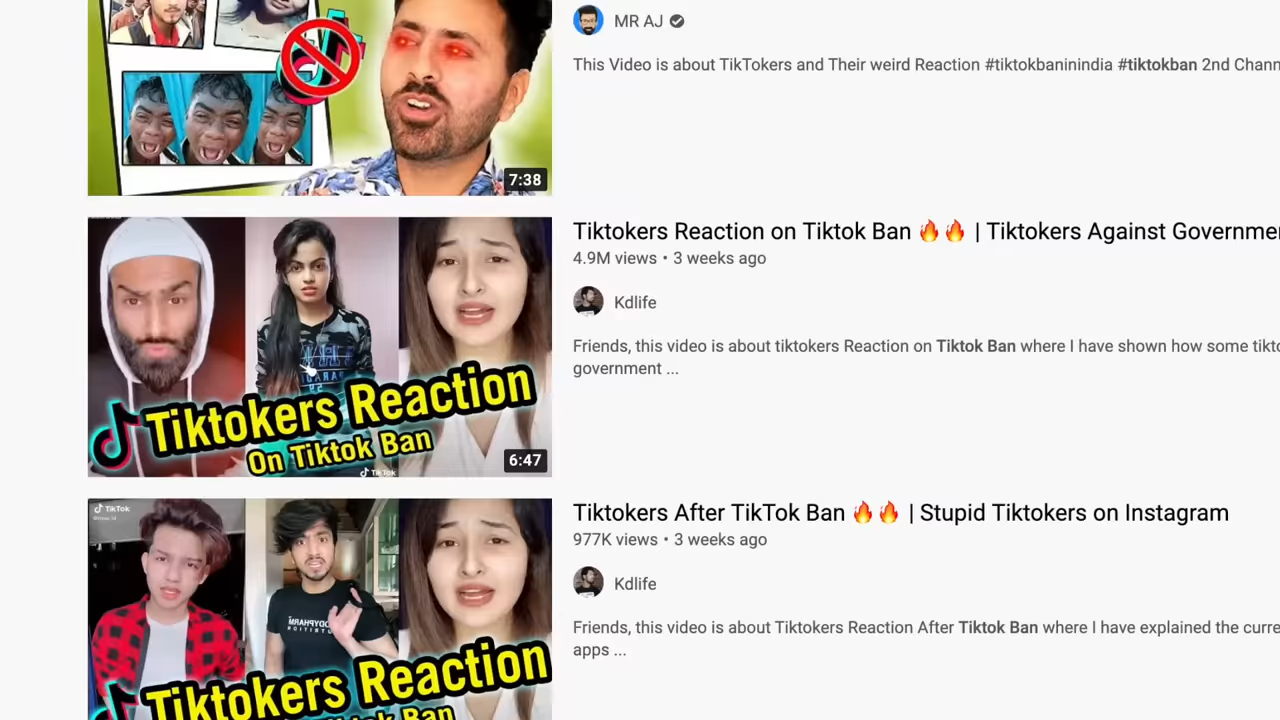 MR AJ
This Video is about TikTokers and Their weird Reaction #tiktokbaninindia #tiktokban 2nd Chann
7:38
Tiktokers Reaction on Tiktok Ban 🔥🔥 | Tiktokers Against Governme
4.9M views • 3 weeks ago
Kdlife
Friends, this video is about tiktokers Reaction on Tiktok Ban where I have shown how some tikto
government ...
Tiktokers Reaction
On Tiktok Ban
TikTok
6:47
Tiktokers After TikTok Ban 🔥🔥 | Stupid Tiktokers on Instagram
977K views • 3 weeks ago
Kdlife
Friends, this video is about Tiktokers Reaction After Tiktok Ban where I have explained the curre
apps ...
TikTok
Tiktokers Reaction
Ban